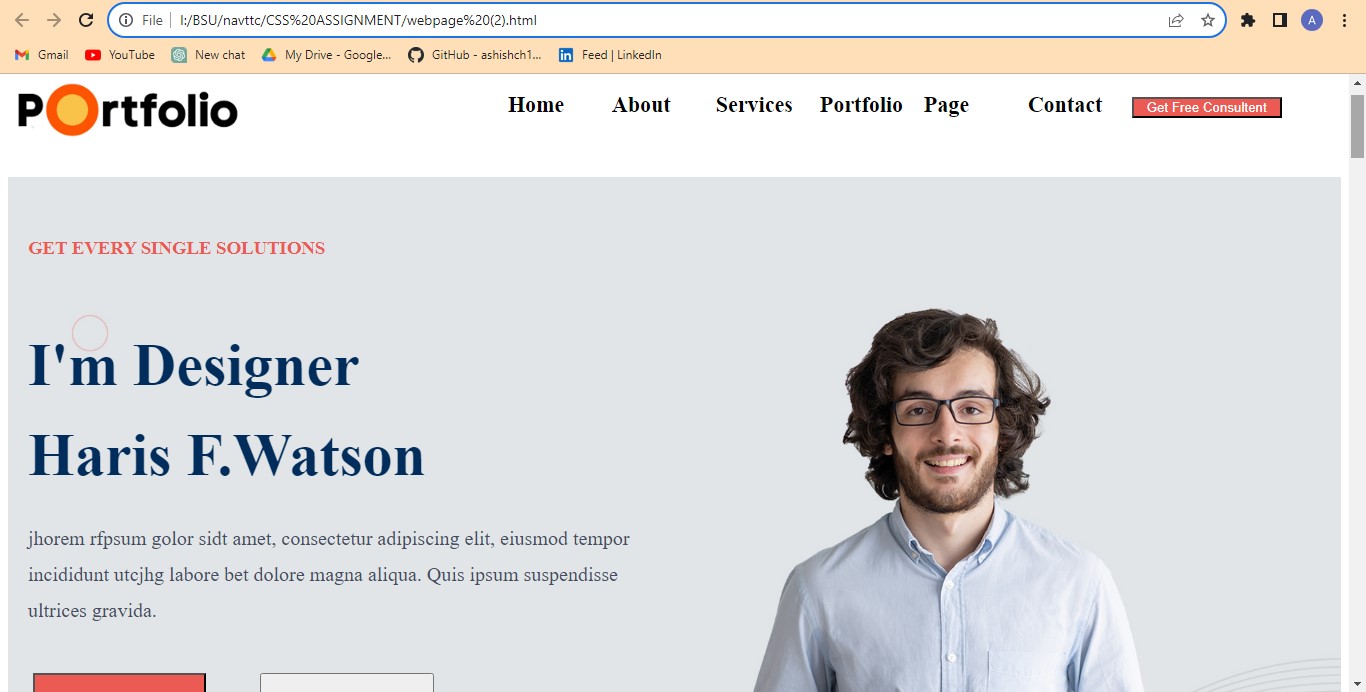 File
I:/BSU/navttc/CSS%20ASSIGNMENT/webpage%20(2).html
A
Gmail
YouTube
New chat
My Drive - Google...
GitHub - ashishch1...
Feed | LinkedIn
POrtfolio
Home About Services Portfolio Page Contact
Get Free Consultent
GET EVERY SINGLE SOLUTIONS
I'm Designer
Haris F.Watson
jhorem rfpsum golor sidt amet, consectetur adipiscing elit, eiusmod tempor
incididunt utcjhg labore bet dolore magna aliqua. Quis ipsum suspendisse
ultrices gravida.